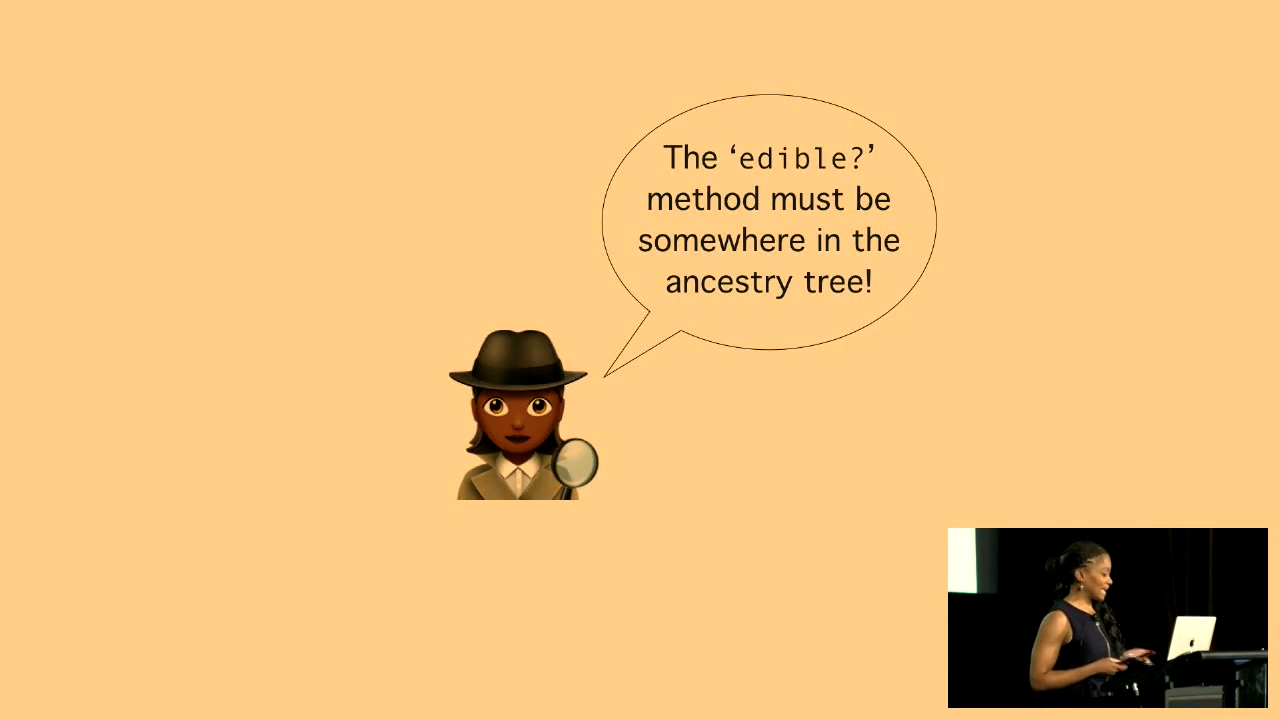 The ‘edible?’
method must be
somewhere in the
ancestry tree!